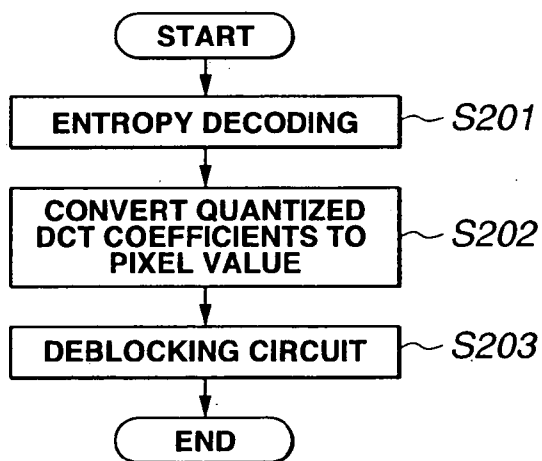 START
ENTROPY DECODING
S201
CONVERT QUANTIZED
DCT COEFFICIENTS TO
PIXEL VALUE
S202
DEBLOCKING CIRCUIT
S203
END